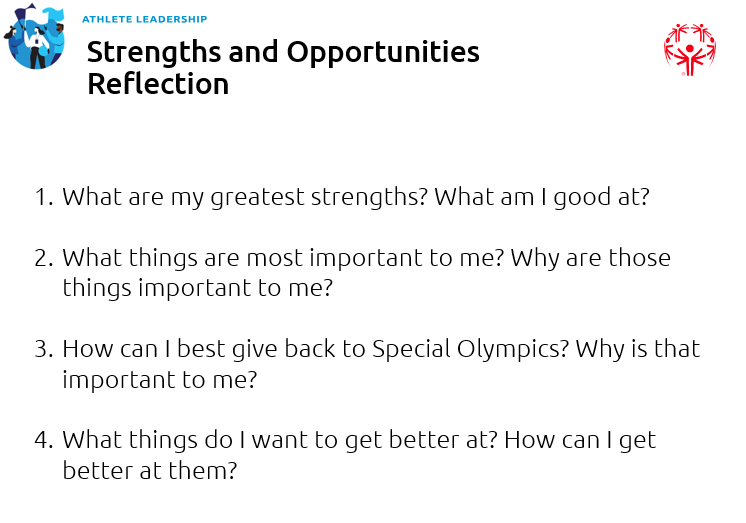 ATHLETE LEADERSHIP
Strengths and Opportunities
Reflection
1. What are my greatest strengths? What am I good at?
2. What things are most important to me? Why are those
things important to me?
3. How can I best give back to Special Olympics? Why is that
important to me?
4. What things do I want to get better at? How can I get
better at them?